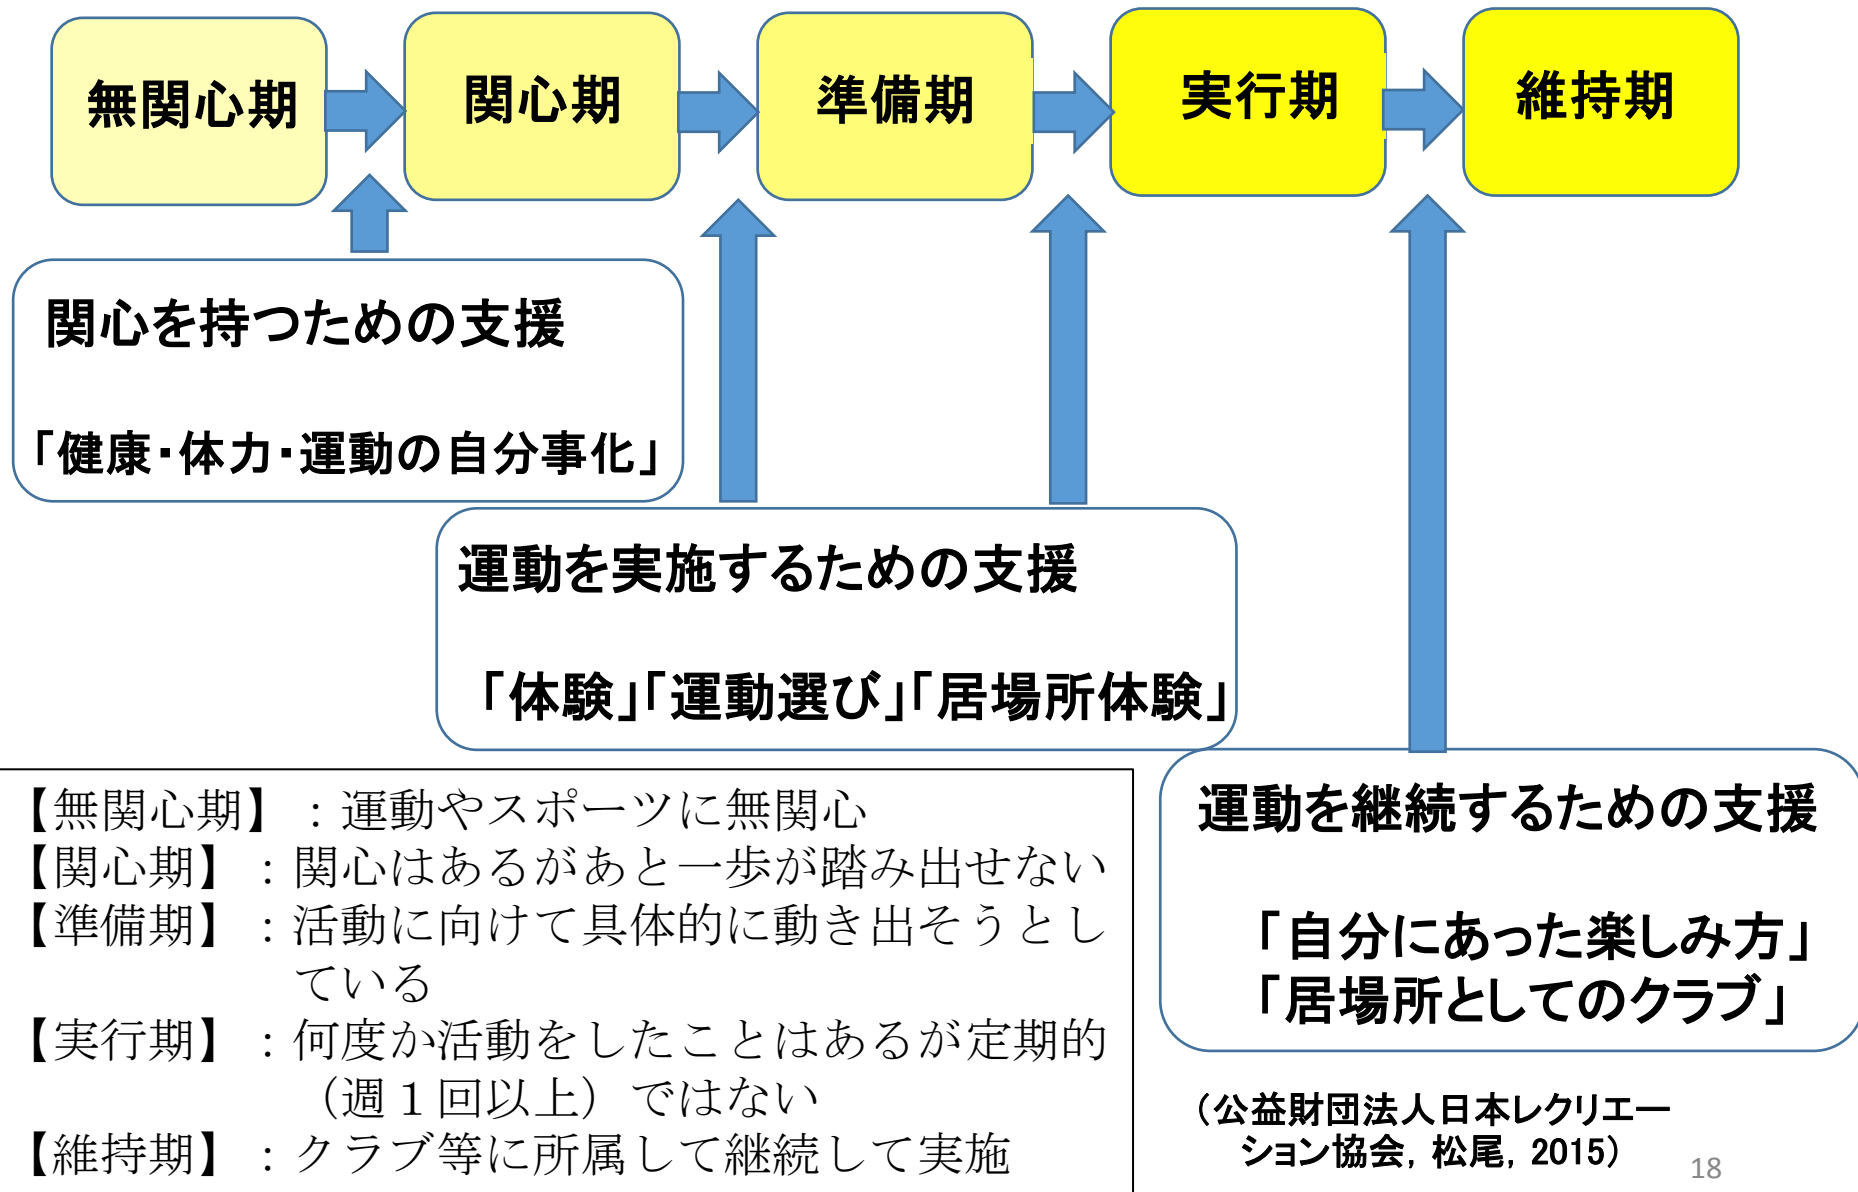 無関心期
関心期
準備期
実行期
維持期
関心を持つための支援
「健康・体力・運動の自分事化」
運動を実施するための支援
「体験」「運動選び」「居場所体験」
運動を継続するための支援
「自分にあった楽しみ方」
「居場所としてのクラブ」
【無関心期】：運動やスポーツに無関心
【関心期】：関心はあるがあと一歩が踏み出せない
【準備期】：活動に向けて具体的に動き出そうとし
ている
【実行期】：何度か活動をしたことはあるが定期的
（週１回以上）ではない
【維持期】：クラブ等に所属して継続して実施
（公益財団法人日本レクリエー
ション協会，松尾，2015）
18